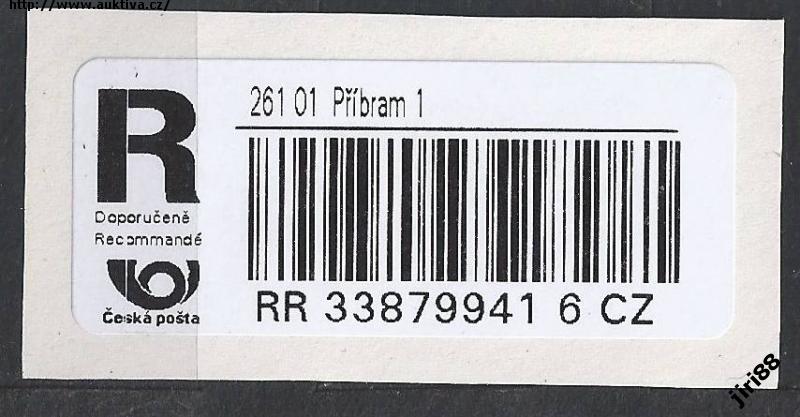 http://www.auktiva.cz/
261 01 Příbram 1
R
Doporučeně
Recommandé
Česká pošta
RR 33879941 6 CZ
jiri88